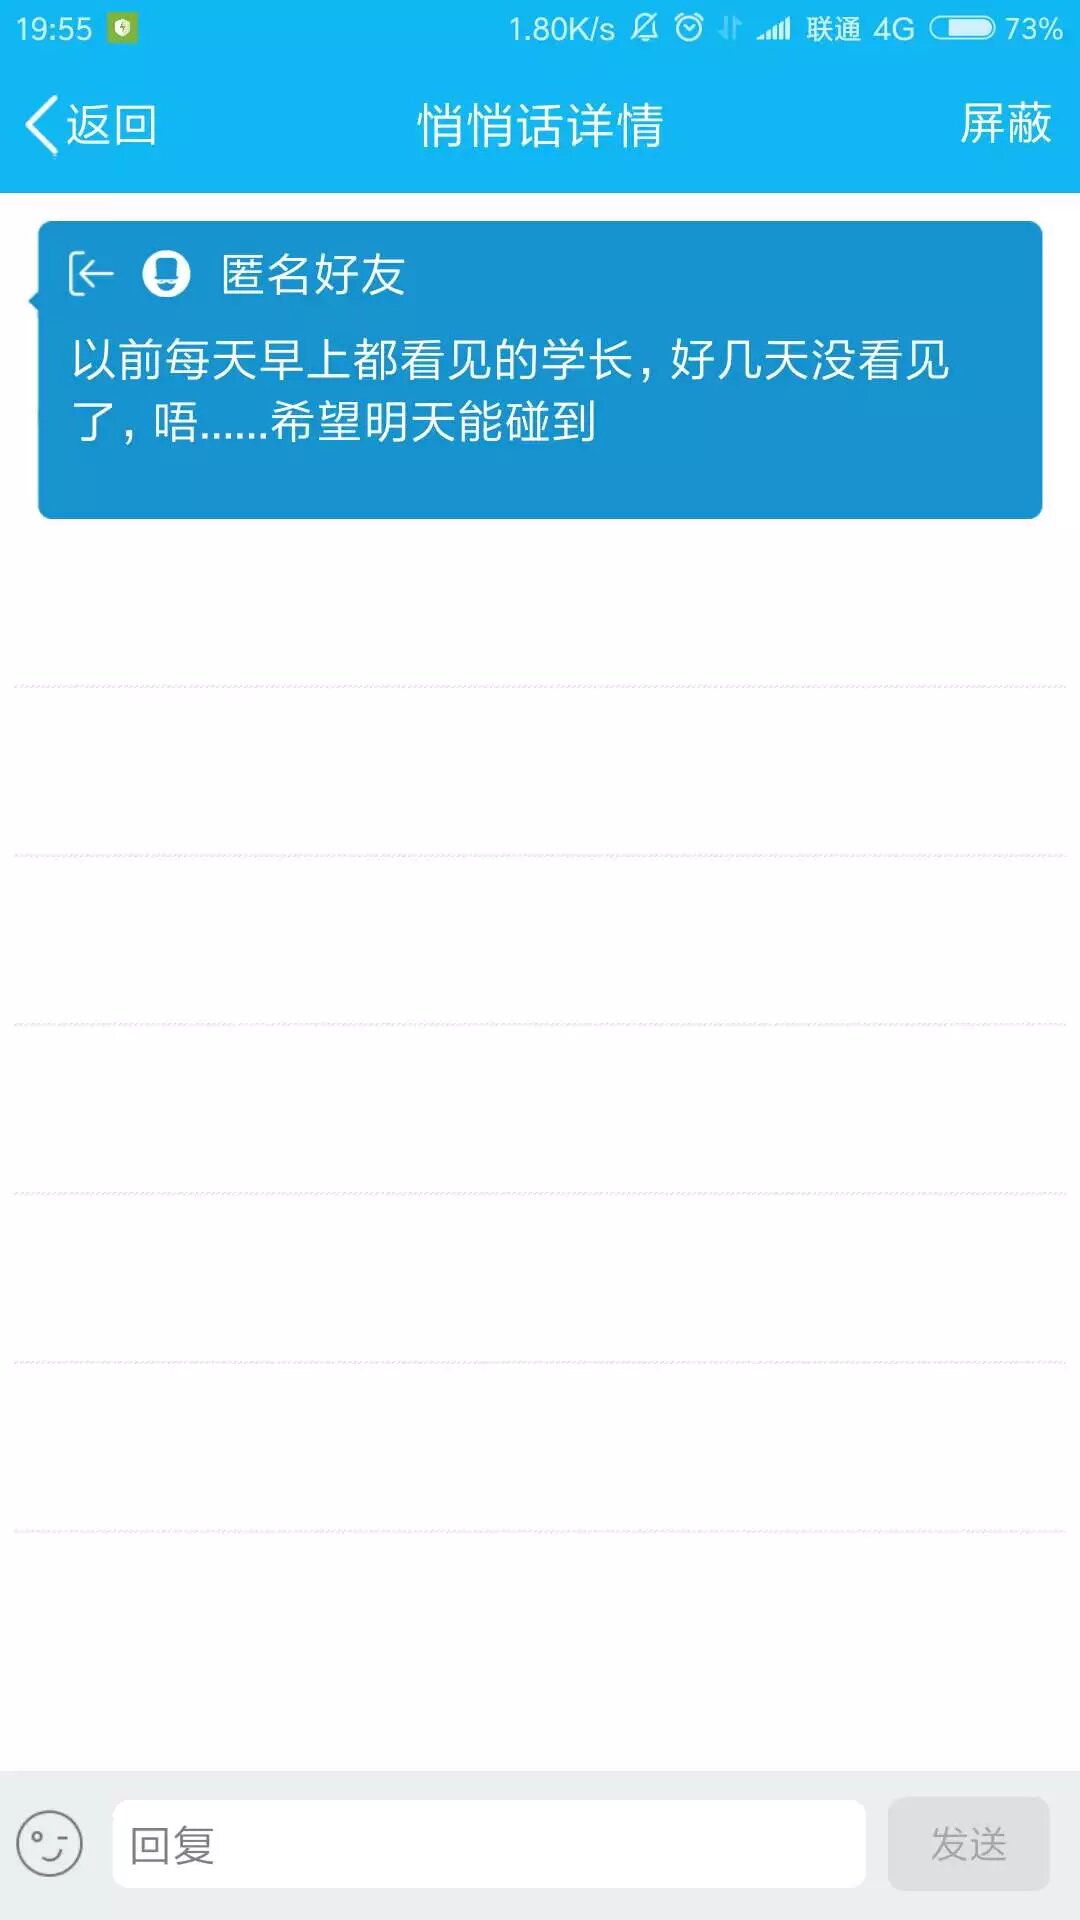 19:55 1.80K/s 联通 4G 73%
返回 悄悄话详情 屏蔽
匿名好友
以前每天早上都看见的学长，好几天没看见
了，唔......希望明天能碰到
回复 发送